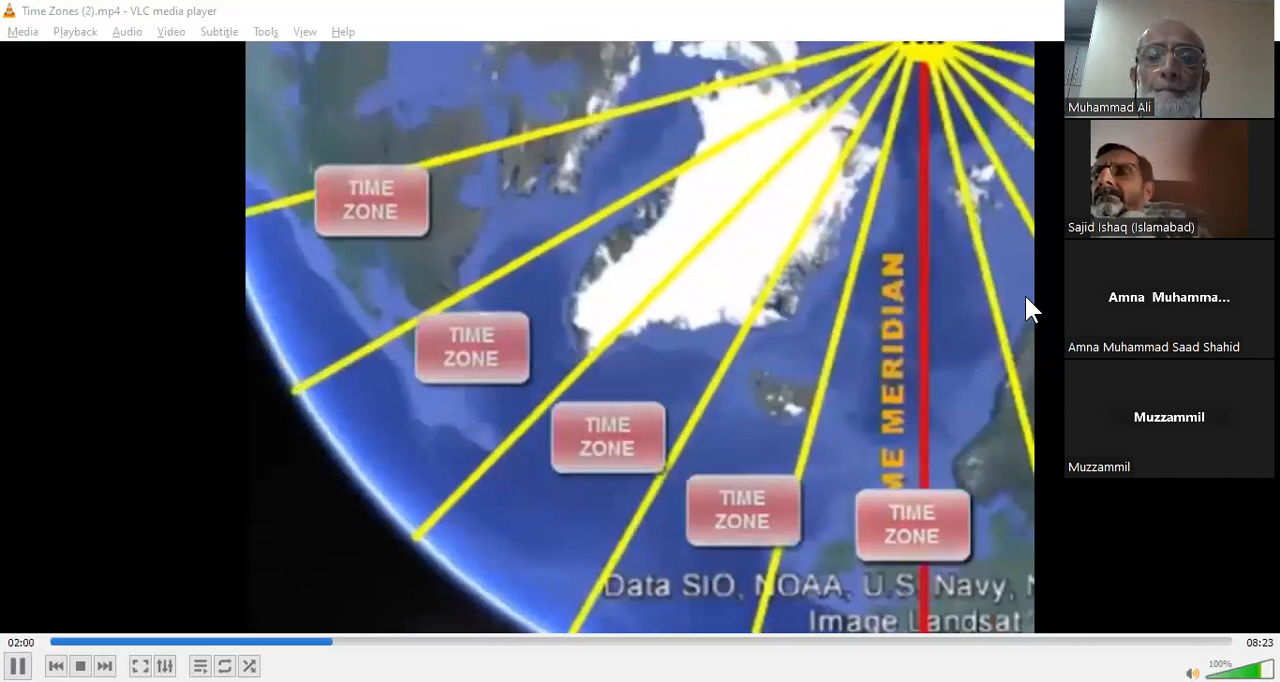 Time Zones (2).mp4 - VLC media player
Media Playback Audio Video Subtitle Tools View Help
TIME
ZONE
TIME
ZONE
TIME
ZONE
TIME
ZONE
TIME
ZONE
ME MERIDIAN
Data SIO, NOAA, U.S. Navy, N
Image Landsat
02:00
08:23
100%
Muhammad Ali
Sajid Ishaq (Islamabad)
Amna Muhamma...
Amna Muhammad Saad Shahid
Muzzammil
Muzzammil